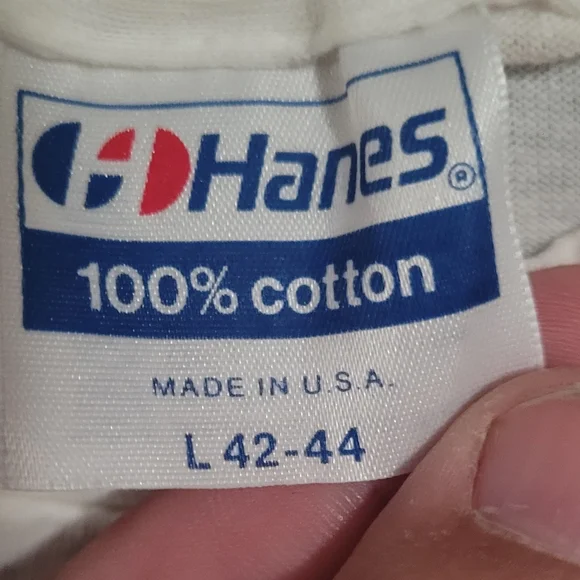 Hanes®
100% cotton
MADE IN U.S.A.
L 42-44